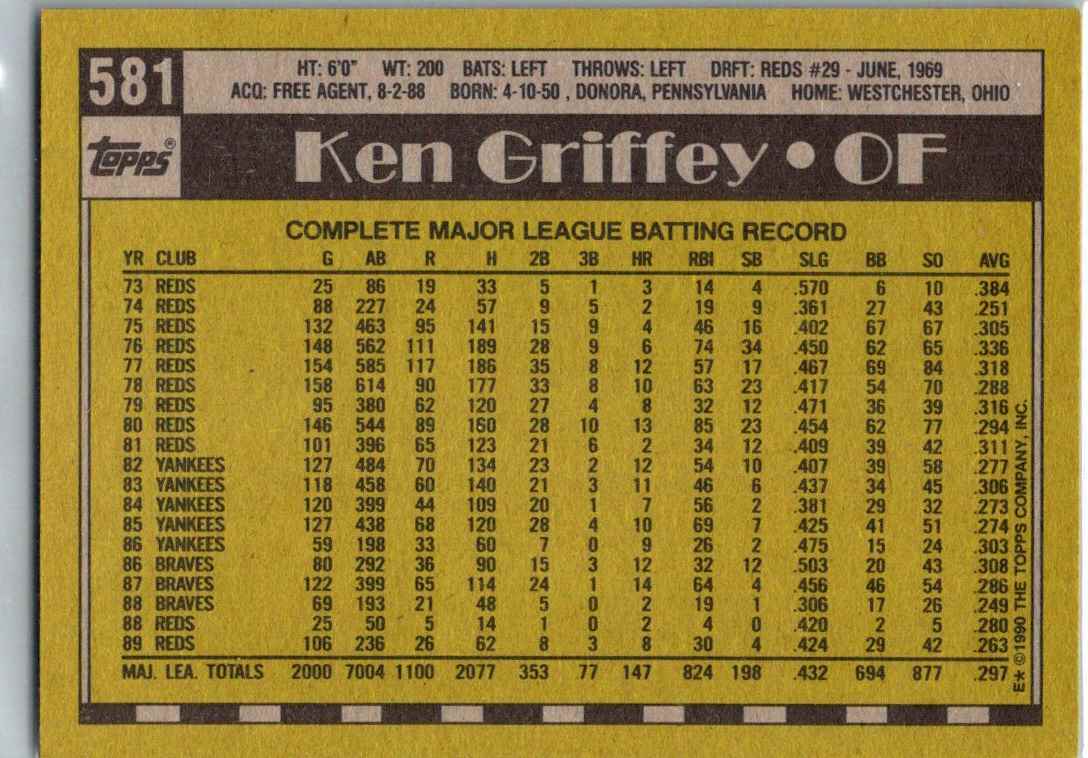 581
HT: 6'0" WT: 200 BATS: LEFT THROWS: LEFT DRFT: REDS #29 - JUNE, 1969
ACQ: FREE AGENT, 8-2-88 BORN: 4-10-50 , DONORA, PENNSYLVANIA HOME: WESTCHESTER, OHIO
topps®
Ken Griffey • OF
COMPLETE MAJOR LEAGUE BATTING RECORD
YR CLUB G AB R H 2B 3B HR RBI SB SLG BB SO AVG
73 REDS 25 86 19 33 5 1 3 14 4 .570 6 10 .384
74 REDS 88 227 24 57 9 5 2 19 9 .361 27 43 .251
75 REDS 132 463 95 141 15 9 4 46 16 .402 67 67 .305
76 REDS 148 562 111 189 28 9 6 74 34 .450 62 65 .336
77 REDS 154 585 117 186 35 8 12 57 17 .467 69 84 .318
78 REDS 158 614 90 177 33 8 10 63 23 .417 54 70 .288
79 REDS 95 380 62 120 27 4 8 32 12 .471 36 39 .316
80 REDS 146 544 89 160 28 10 13 85 23 .454 62 77 .294
81 REDS 101 396 65 123 21 6 2 34 12 .409 39 42 .311
82 YANKEES 127 484 70 134 23 2 12 54 10 .407 39 58 .277
83 YANKEES 118 458 60 140 21 3 11 46 6 .437 34 45 .306
84 YANKEES 120 399 44 109 20 1 7 56 2 .381 29 32 .273
85 YANKEES 127 438 68 120 28 4 10 69 7 .425 41 51 .274
86 YANKEES 59 198 33 60 7 0 9 26 2 .475 15 24 .303
86 BRAVES 80 292 36 90 15 3 12 32 12 .503 20 43 .308
87 BRAVES 122 399 65 114 24 1 14 64 4 .456 46 54 .286
88 BRAVES 69 193 21 48 5 0 2 19 1 .306 17 26 .249
88 REDS 25 50 5 14 1 0 2 4 0 .420 2 5 .280
89 REDS 106 236 26 62 8 3 8 30 4 .424 29 42 .263
MAJ. LEA. TOTALS 2000 7004 1100 2077 353 77 147 824 198 .432 694 877 .297
E* ©1990 THE TOPPS COMPANY, INC.